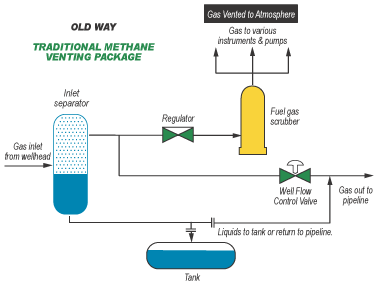 OLD WAY
TRADITIONAL METHANE
VENTING PACKAGE
Gas Vented to Atmosphere
Gas to various
instruments & pumps
Inlet
separator
Regulator
Fuel gas
scrubber
Gas inlet
from wellhead
Well Flow
Control Valve
Gas out to
pipeline
Liquids to tank or return to pipeline.
Tank